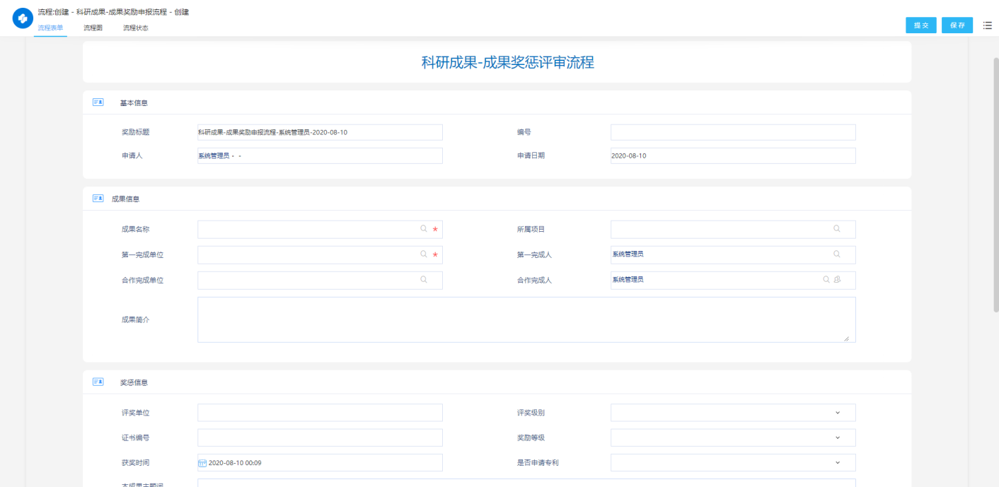 流程:创建 - 科研成果-成果奖励申报流程 - 创建
流程表单 流程图 流程状态
提交 保存
科研成果-成果奖惩评审流程
基本信息
奖励标题 科研成果-成果奖励申报流程-系统管理员-2020-08-10 编号
申请人 系统管理员 - - 申请日期 2020-08-10
成果信息
成果名称 * 所属项目
第一完成单位 * 第一完成人 系统管理员
合作完成单位 合作完成人 系统管理员
成果简介
奖惩信息
评奖单位 评奖级别
证书编号 奖励等级
获奖时间 2020-08-10 00:09 是否申请专利
本成果主题词